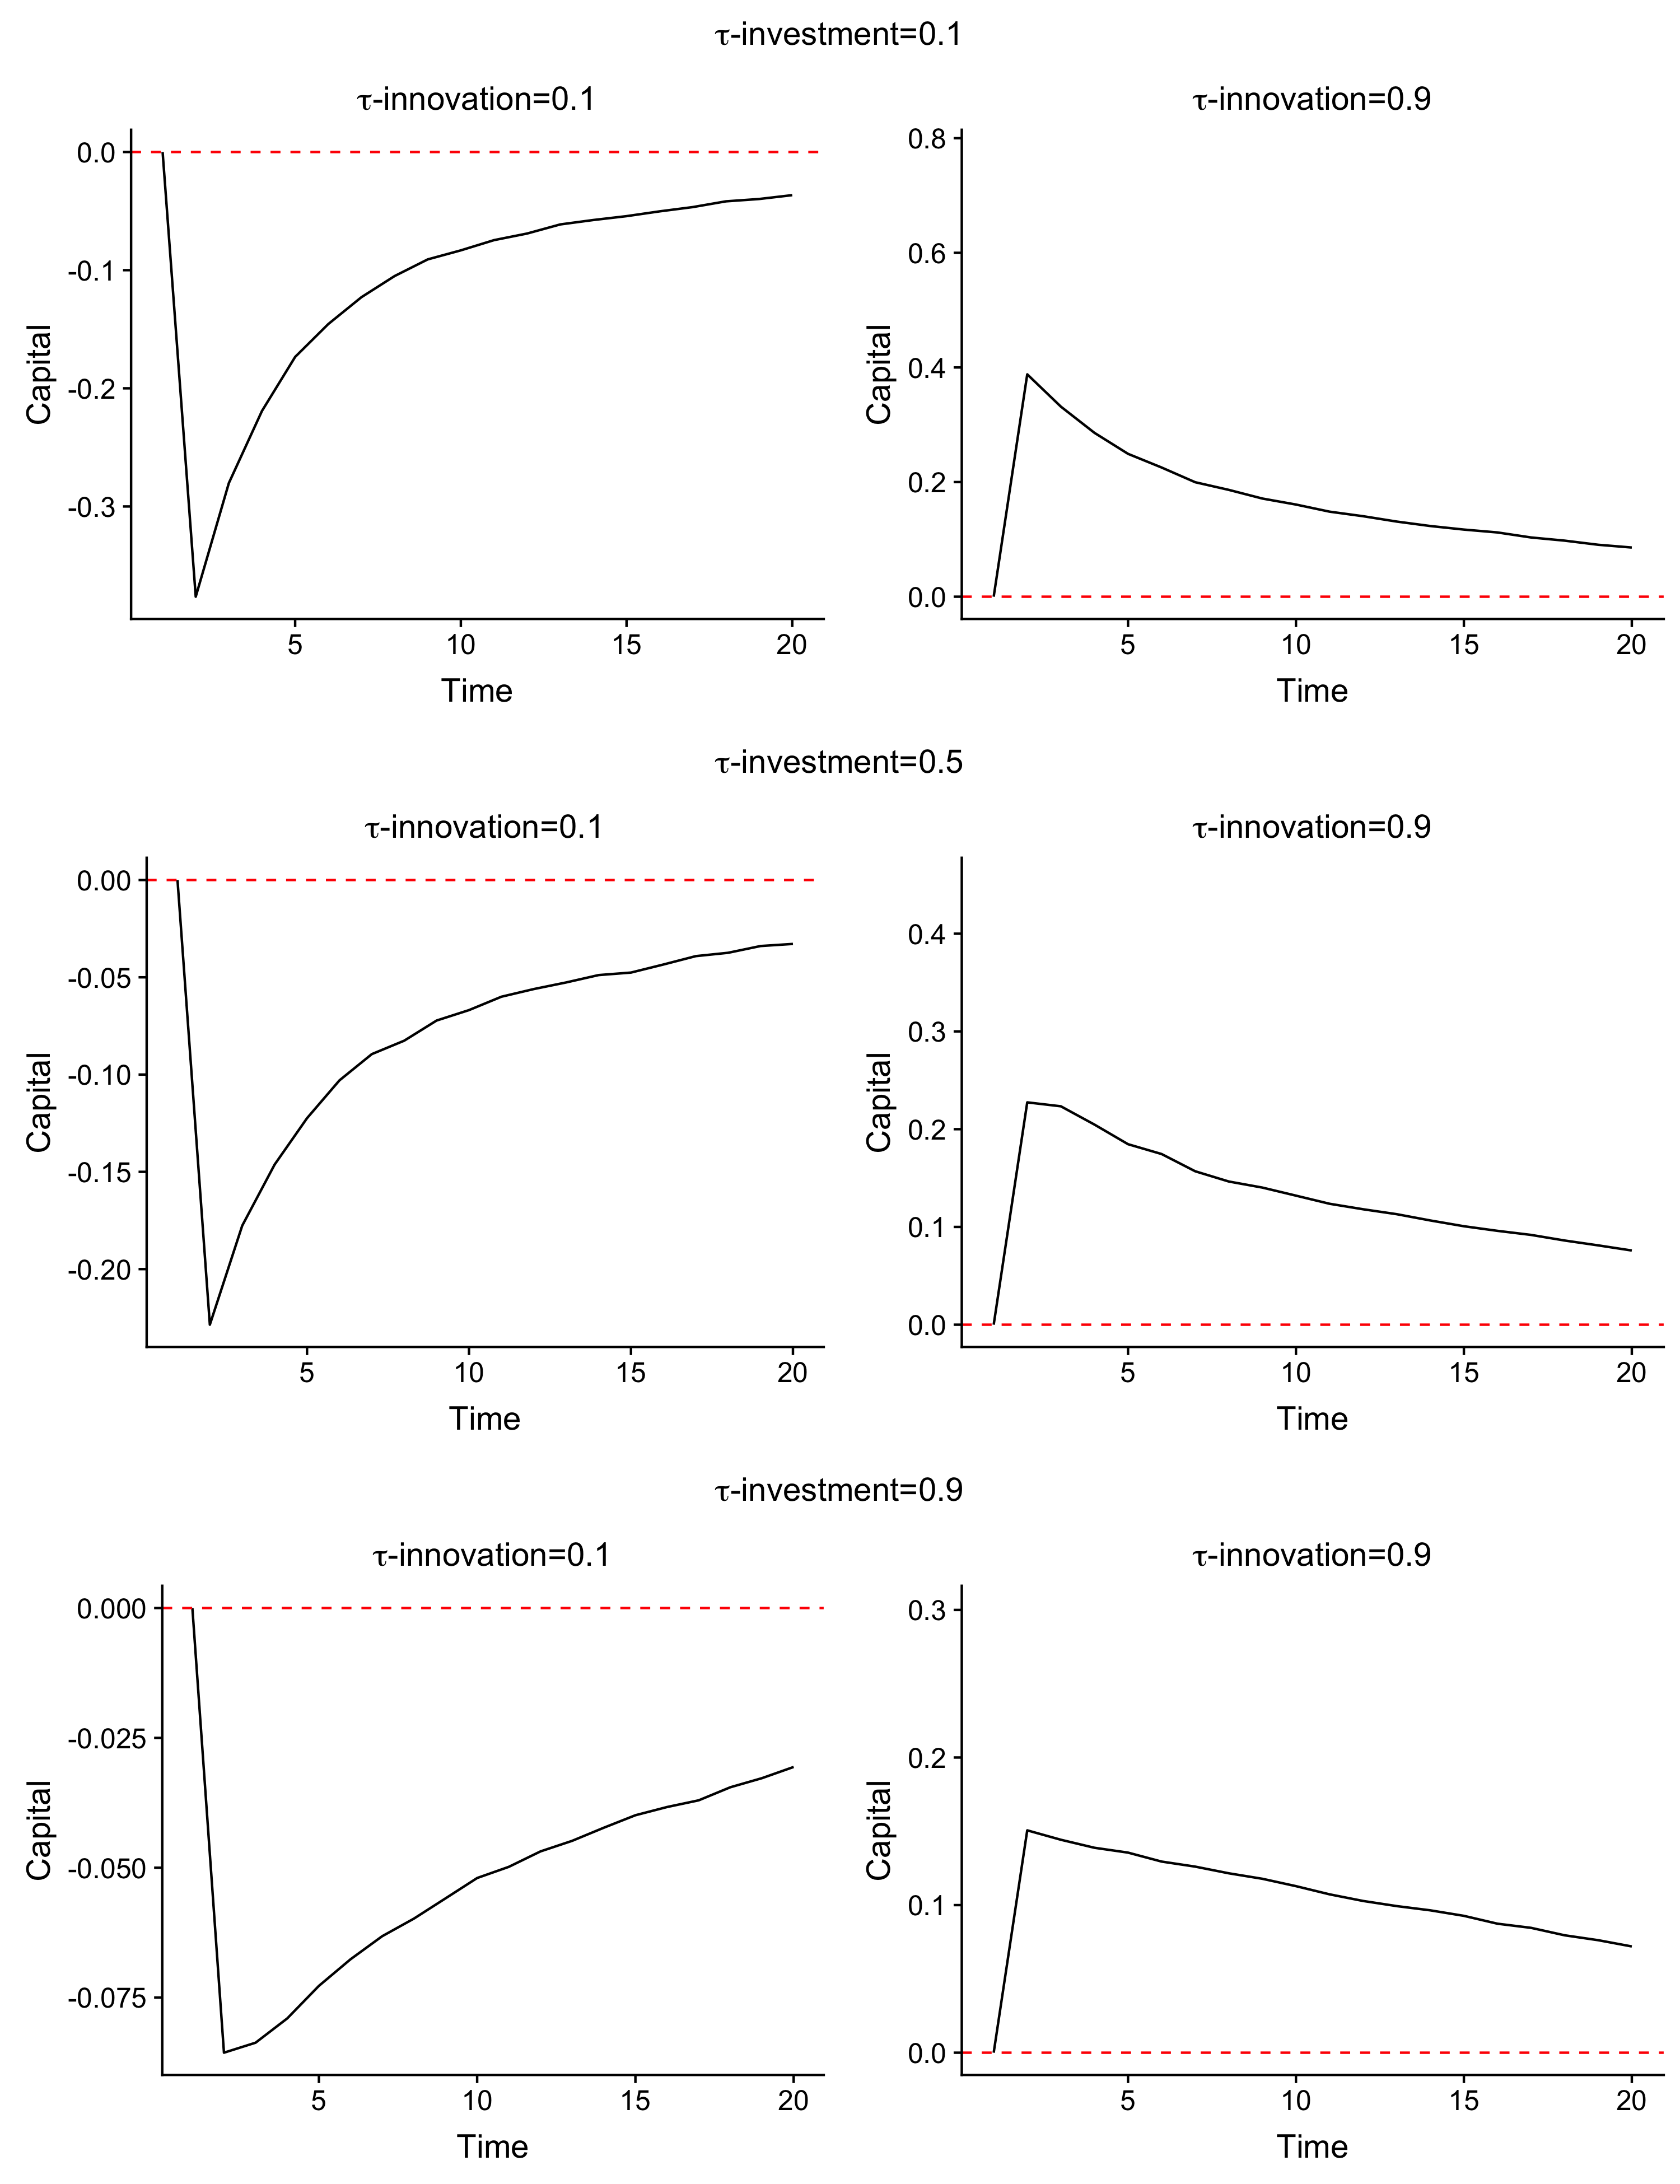 τ-investment=0.1
τ-innovation=0.1
0.0
-0.1
-0.2
-0.3
Capital
5 10 15 20
Time
τ-innovation=0.9
0.8
0.6
0.4
0.2
0.0
Capital
5 10 15 20
Time
τ-investment=0.5
τ-innovation=0.1
0.00
-0.05
-0.10
-0.15
-0.20
Capital
5 10 15 20
Time
τ-innovation=0.9
0.4
0.3
0.2
0.1
0.0
Capital
5 10 15 20
Time
τ-investment=0.9
τ-innovation=0.1
0.000
-0.025
-0.050
-0.075
Capital
5 10 15 20
Time
τ-innovation=0.9
0.3
0.2
0.1
0.0
Capital
5 10 15 20
Time